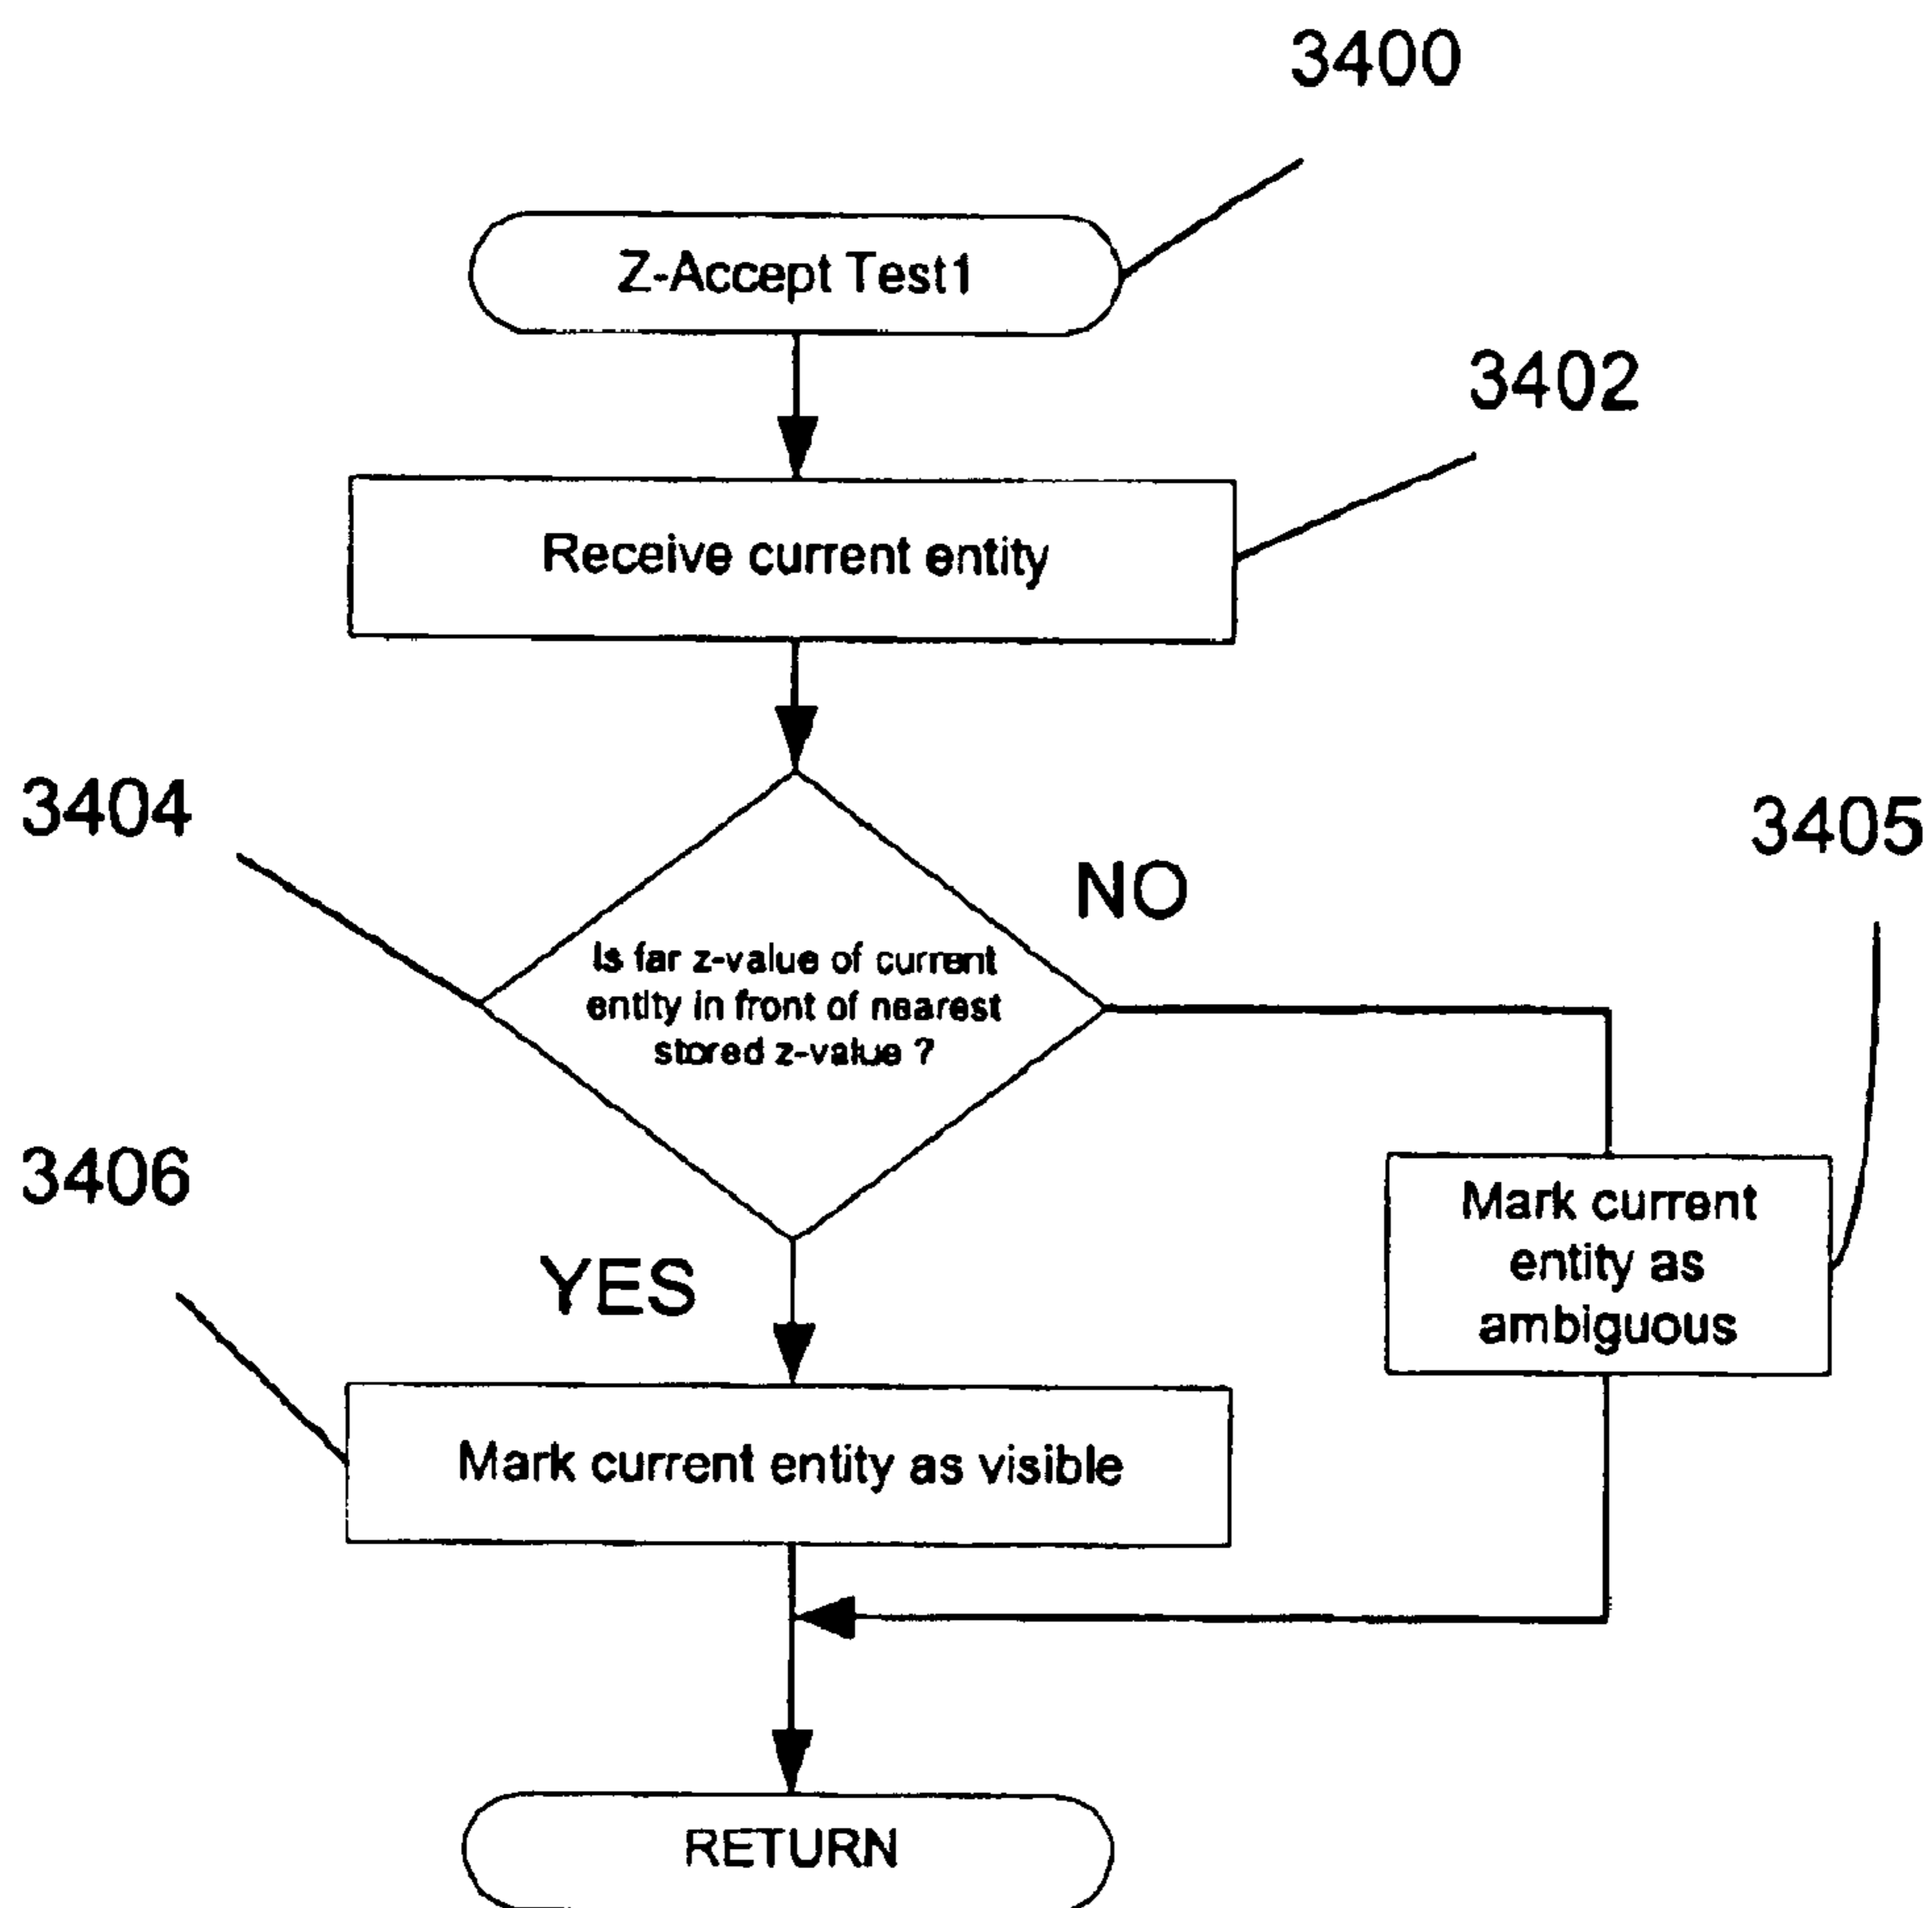 3400
Z-Accept Test1
3402
Receive current entity
3404
3405
NO
Is far z-value of current
entity in front of nearest
stored z-value ?
3406
Mark current
entity as
ambiguous
YES
Mark current entity as visible
RETURN